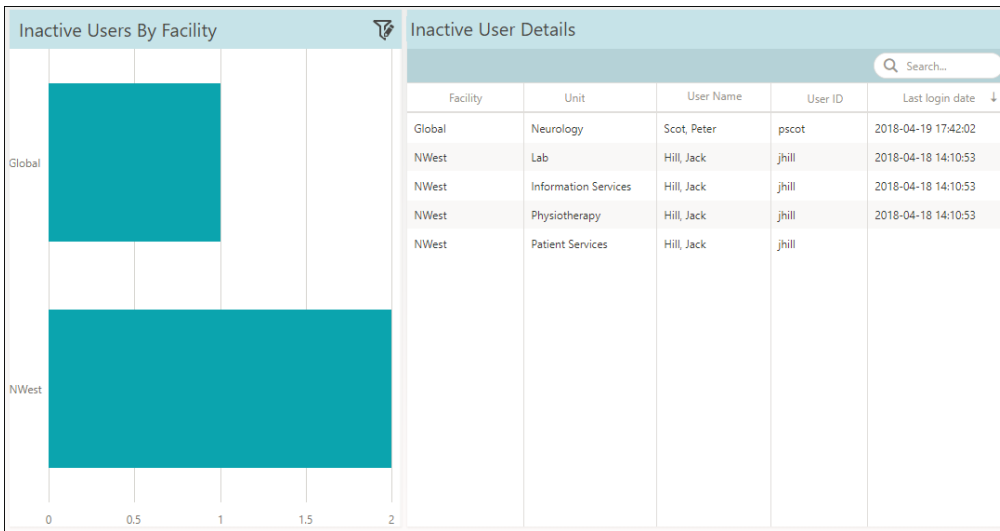 Inactive Users By Facility
Global
NWest
0 0.5 1 1.5 2
Inactive User Details
Search...
Facility Unit User Name User ID Last login date ↓
Global Neurology Scot, Peter pscot 2018-04-19 17:42:02
NWest Lab Hill, Jack jhill 2018-04-18 14:10:53
NWest Information Services Hill, Jack jhill 2018-04-18 14:10:53
NWest Physiotherapy Hill, Jack jhill 2018-04-18 14:10:53
NWest Patient Services Hill, Jack jhill